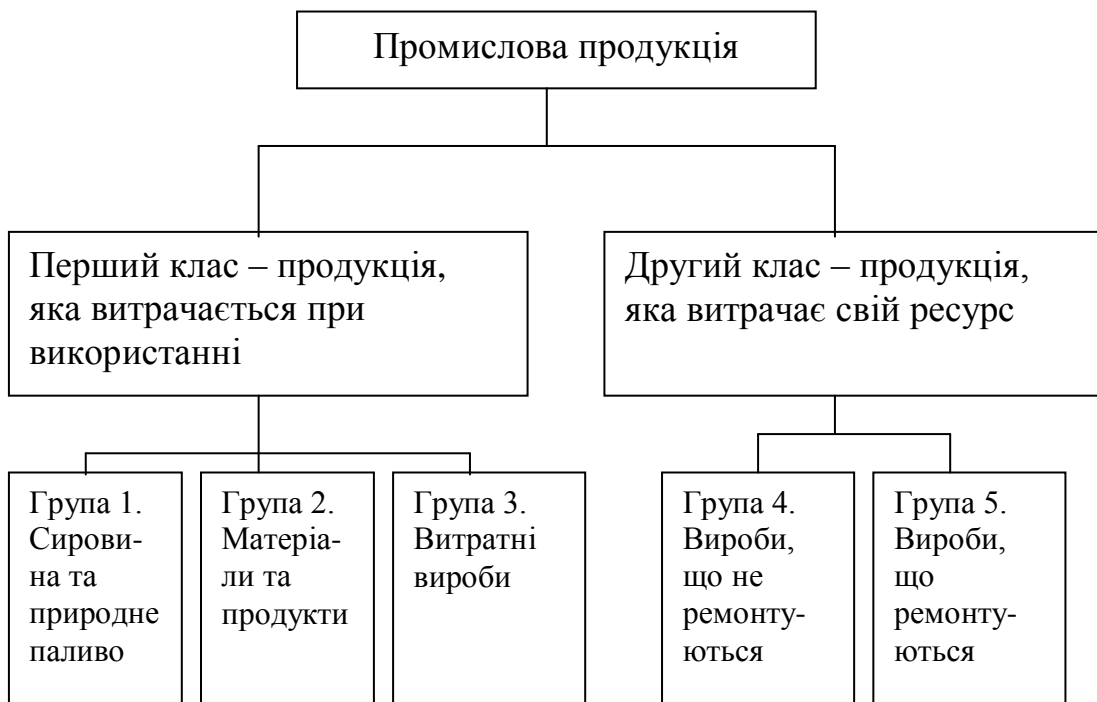 Промислова продукція
Перший клас – продукція,
яка витрачається при
використанні
Другий клас – продукція,
яка витрачає свій ресурс
Група 1.
Сирови-
на та
природне
паливо
Група 2.
Матеріа-
ли та
продукти
Група 3.
Витратні
вироби
Група 4.
Вироби,
що не
ремонту-
ються
Група 5.
Вироби,
що
ремонту-
ються